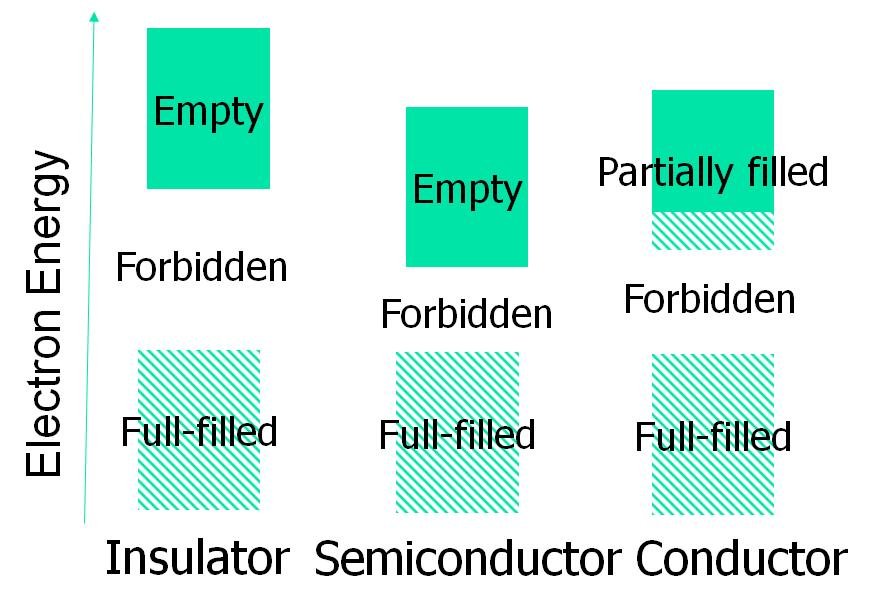 Electron Energy
Empty
Forbidden
Full-filled
Insulator
Empty
Forbidden
Full-filled
Semiconductor
Partially filled
Forbidden
Full-filled
Conductor